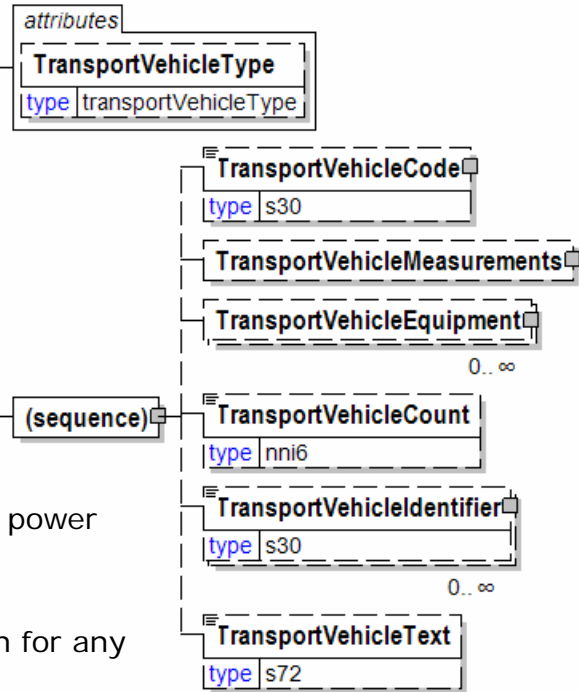 attributes
TransportVehicleType
type transportVehicleType
TransportVehicleCode
type s30
TransportVehicleMeasurements
TransportVehicleEquipment
0.. ∞
(sequence)
TransportVehicleCount
type nni6
power
TransportVehicleIdentifier
type s30
0.. ∞
n for any
TransportVehicleText
type s72